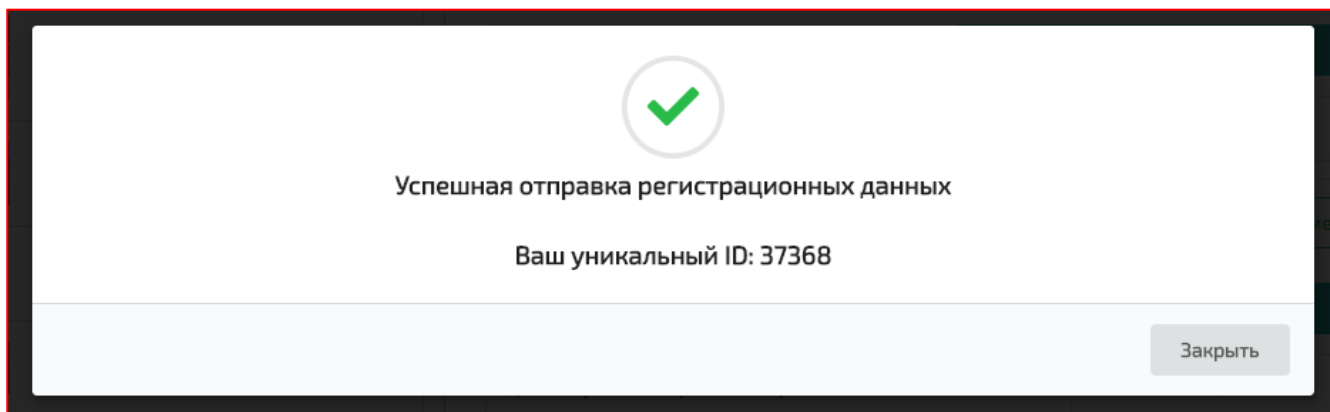 Успешная отправка регистрационных данных
Ваш уникальный ID: 37368
Закрыть